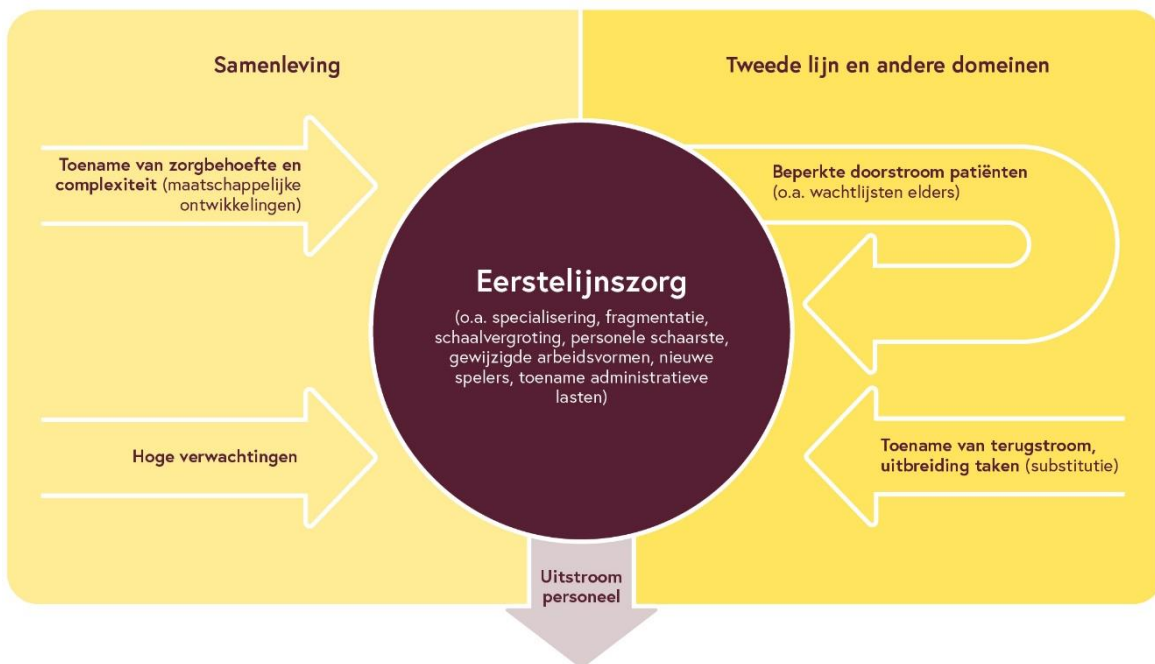 Samenleving
Tweede lijn en andere domeinen
Toename van zorgbehoefte en
complexiteit (maatschappelijke
ontwikkelingen)
Beperkte doorstroom patiënten
(o.a. wachtlijsten elders)
Eerstelijnszorg
(o.a. specialisering, fragmentatie,
schaalvergroting, personele schaarste,
gewijzigde arbeidsvormen, nieuwe
spelers, toename administratieve
lasten)
Hoge verwachtingen
Toename van terugstroom,
uitbreiding taken (substitutie)
Uitstroom
personeel